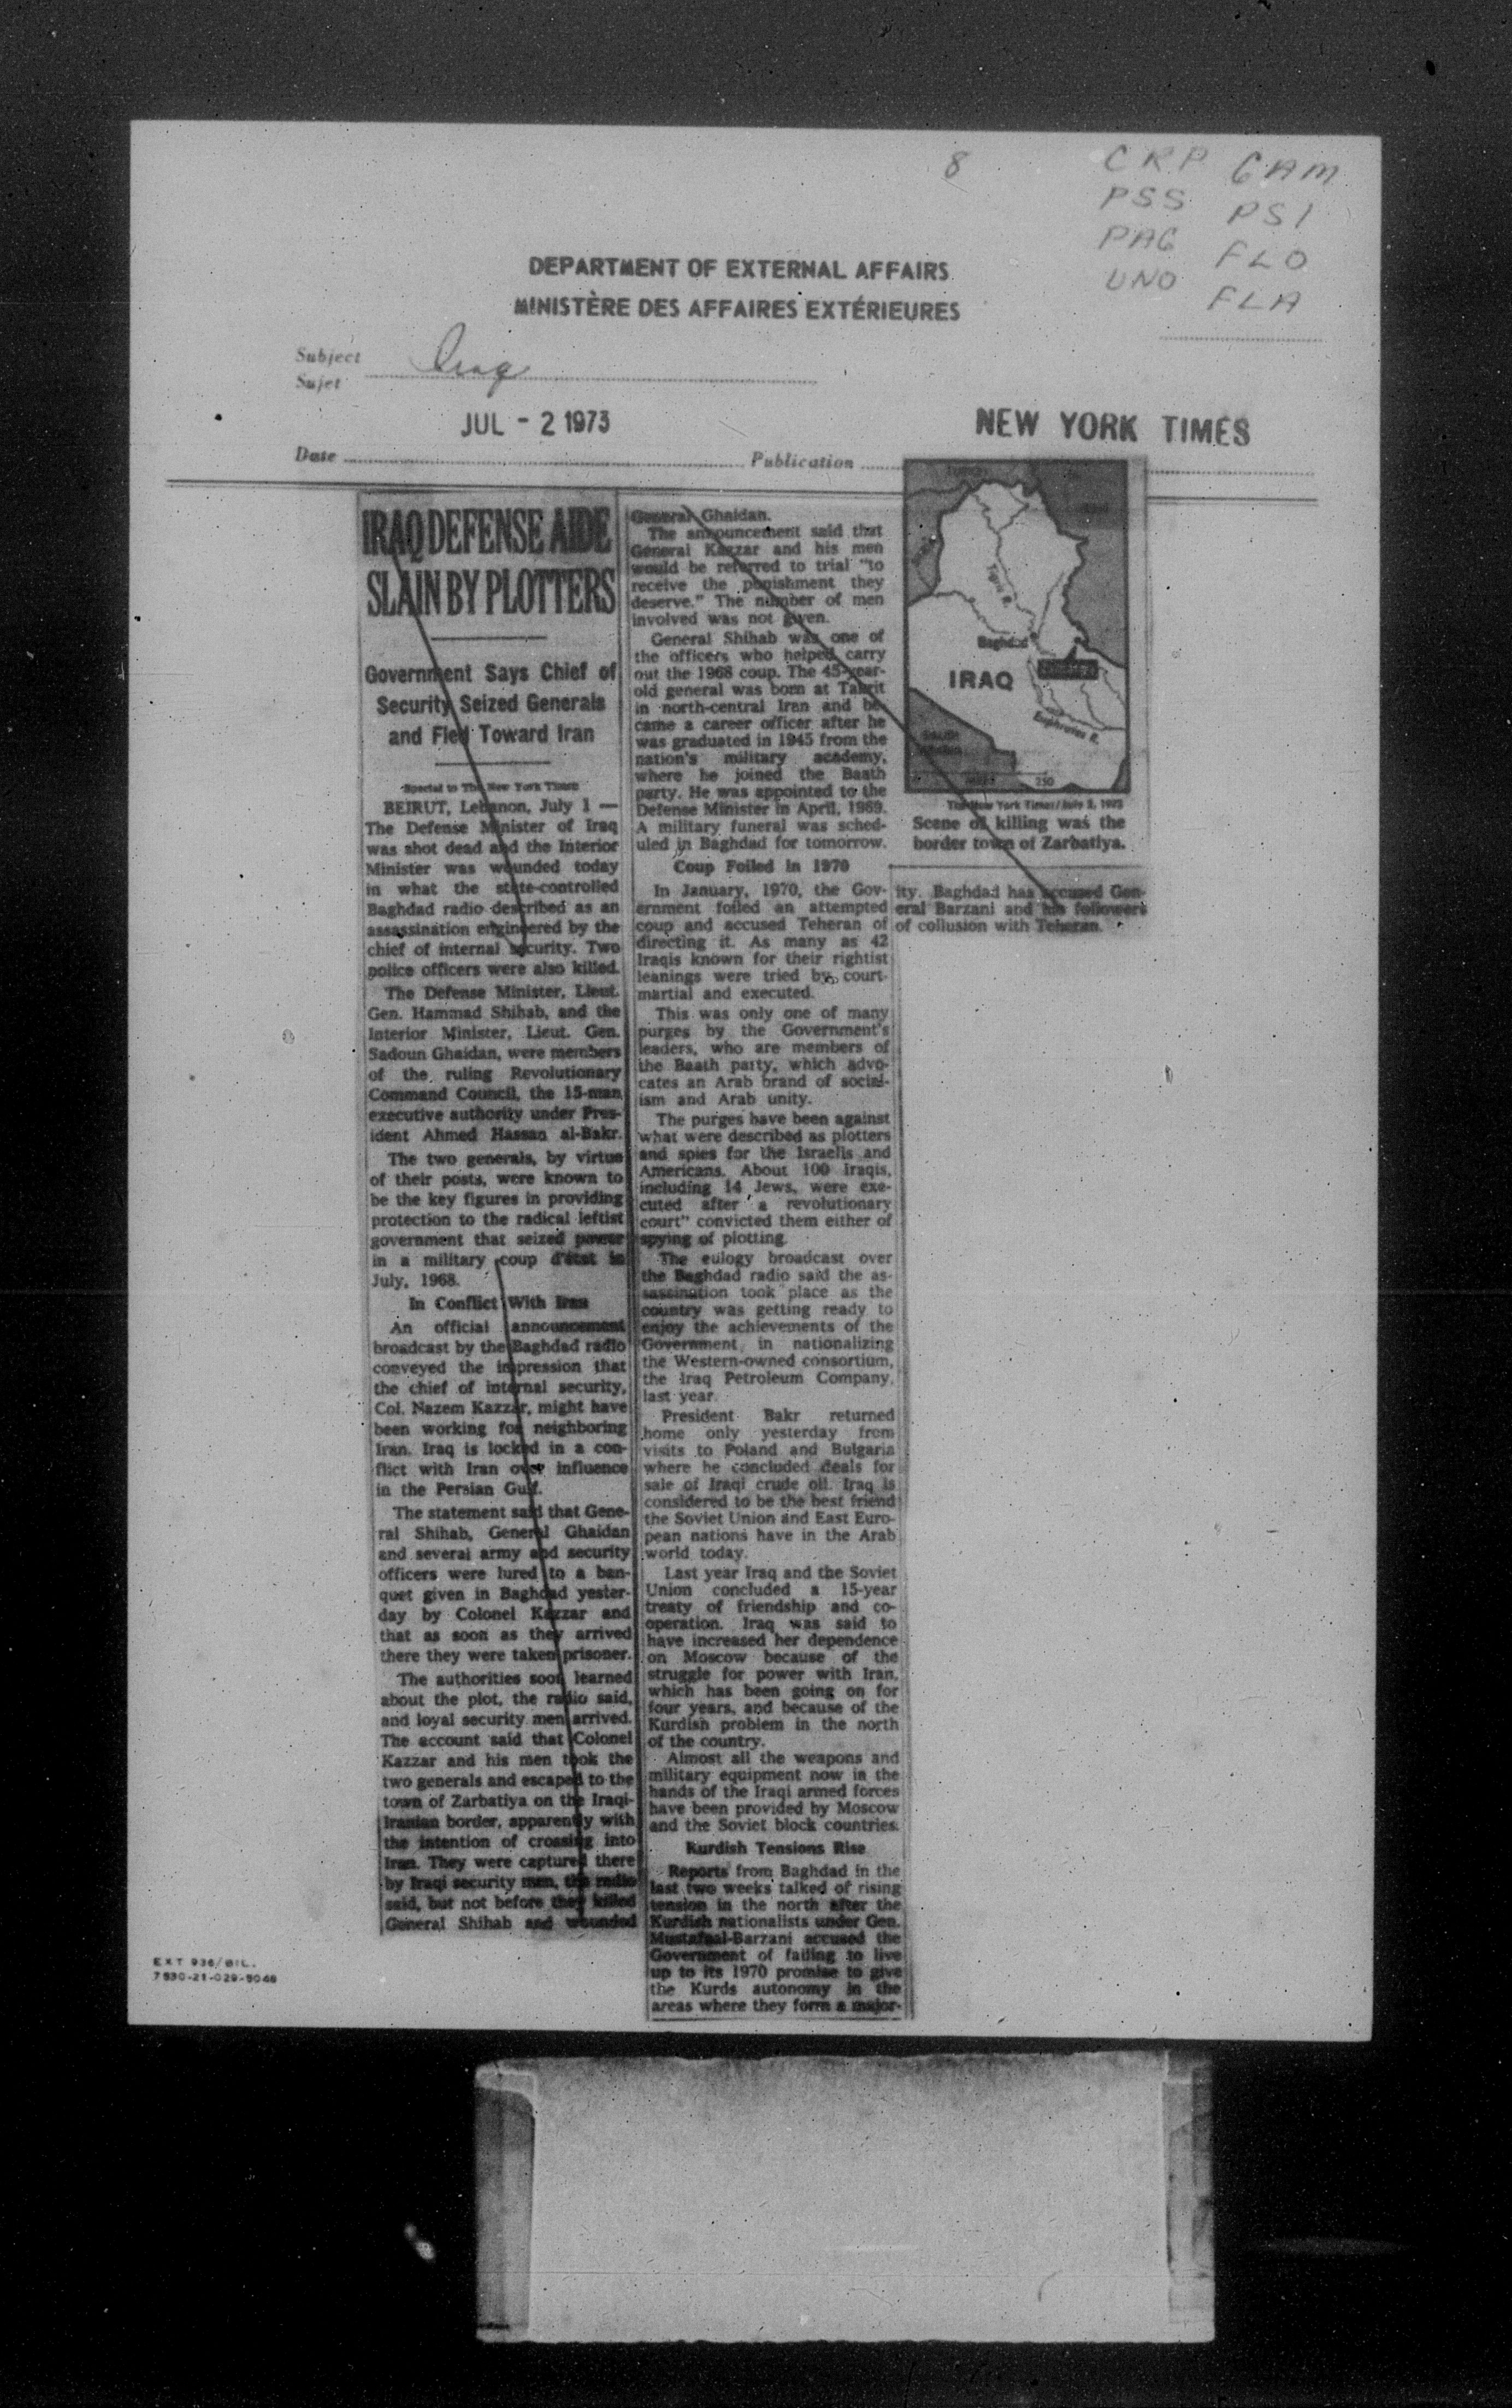 8
CRP GAM
PSS PSI
PAG FLO
UNO FLA
DEPARTMENT OF EXTERNAL AFFAIRS
MINISTÈRE DES AFFAIRES EXTÉRIEURES
Subject
Sujet
Iraq
JUL - 2 1973
NEW YORK TIMES
Date
Publication
IRAQ DEFENSE AIDE
SLAIN BY PLOTTERS
Government Says Chief of
Security Seized Generals
and Fled Toward Iran
Special to The New York Times
BEIRUT, Lebanon, July 1 —
The Defense Minister of Iraq
was shot dead and the Interior
Minister was wounded today
in what the state-controlled
Baghdad radio described as an
assassination engineered by the
chief of internal security. Two
police officers were also killed.
The Defense Minister, Lieut.
Gen. Hammad Shihab, and the
Interior Minister, Lieut. Gen.
Sadoun Ghaidan, were members
of the ruling Revolutionary
Command Council, the 15-man
executive authority under Pres-
ident Ahmed Hassan al-Bakr.
The two generals, by virtue
of their posts, were known to
be the key figures in providing
protection to the radical leftist
government that seized power
in a military coup d'état in
July, 1968.
In Conflict With Iran
An official announcement
broadcast by the Baghdad radio
conveyed the impression that
the chief of internal security,
Col. Nazem Kazzar, might have
been working for neighboring
Iran. Iraq is locked in a con-
flict with Iran over influence
in the Persian Gulf.
The statement said that Gene-
ral Shihab, General Ghaidan
and several army and security
officers were lured to a ban-
quet given in Baghdad yester-
day by Colonel Kazzar and
that as soon as they arrived
there they were taken prisoner.
The authorities soon learned
about the plot, the radio said,
and loyal security men arrived.
The account said that Colonel
Kazzar and his men took the
two generals and escaped to the
town of Zarbatiya on the Iraqi-
Iranian border, apparently with
the intention of crossing into
Iran. They were captured there
by Iraqi security men, the radio
said, but not before they killed
General Shihab and wounded
General Ghaidan.
The announcement said that
General Kazzar and his men
would be referred to trial "to
receive the punishment they
deserve." The number of men
involved was not given.
General Shihab was one of
the officers who helped carry
out the 1968 coup. The 45-year-
old general was born at Takrit
in north-central Iran and be-
came a career officer after he
was graduated in 1945 from the
nation's military academy,
where he joined the Baath
party. He was appointed to the
Defense Minister in April, 1969.
A military funeral was sched-
uled in Baghdad for tomorrow.
Coup Foiled in 1970
In January, 1970, the Gov-
ernment foiled an attempted
coup and accused Teheran of
directing it. As many as 42
Iraqis known for their rightist
leanings were tried by court-
martial and executed.
This was only one of many
purges by the Government's
leaders, who are members of
the Baath party, which advo-
cates an Arab brand of social-
ism and Arab unity.
The purges have been against
what were described as plotters
and spies for the Israelis and
Americans. About 100 Iraqis,
including 14 Jews, were exe-
cuted after a revolutionary
court" convicted them either of
spying of plotting.
The eulogy broadcast over
the Baghdad radio said the as-
sassination took place as the
country was getting ready to
enjoy the achievements of the
Government, in nationalizing
the Western-owned consortium,
the Iraq Petroleum Company,
last year.
President Bakr returned
home only yesterday from
visits to Poland and Bulgaria
where he concluded deals for
sale of Iraqi crude oil. Iraq is
considered to be the best friend
the Soviet Union and East Euro-
pean nations have in the Arab
world today.
Last year Iraq and the Soviet
Union concluded a 15-year
treaty of friendship and co-
operation. Iraq was said to
have increased her dependence
on Moscow because of the
struggle for power with Iran,
which has been going on for
four years, and because of the
Kurdish problem in the north
of the country.
Almost all the weapons and
military equipment now in the
hands of the Iraqi armed forces
have been provided by Moscow
and the Soviet block countries.
Kurdish Tensions Rise
Reports from Baghdad in the
last two weeks talked of rising
tension in the north after the
Kurdish nationalists under Gen.
Mustafaal-Barzani accused the
Government of failing to live
up to its 1970 promise to give
the Kurds autonomy in the
areas where they form a major-
Tigris R.
Baghdad
IRAQ
Euphrates R.
SAUDI
250
The New York Times/July 2, 1973
Scene of killing was the
border town of Zarbatiya.
ity. Baghdad has accused Gen-
eral Barzani and his followers
of collusion with Teheran.
EXT 936/BIL.
7530-21-029-5048